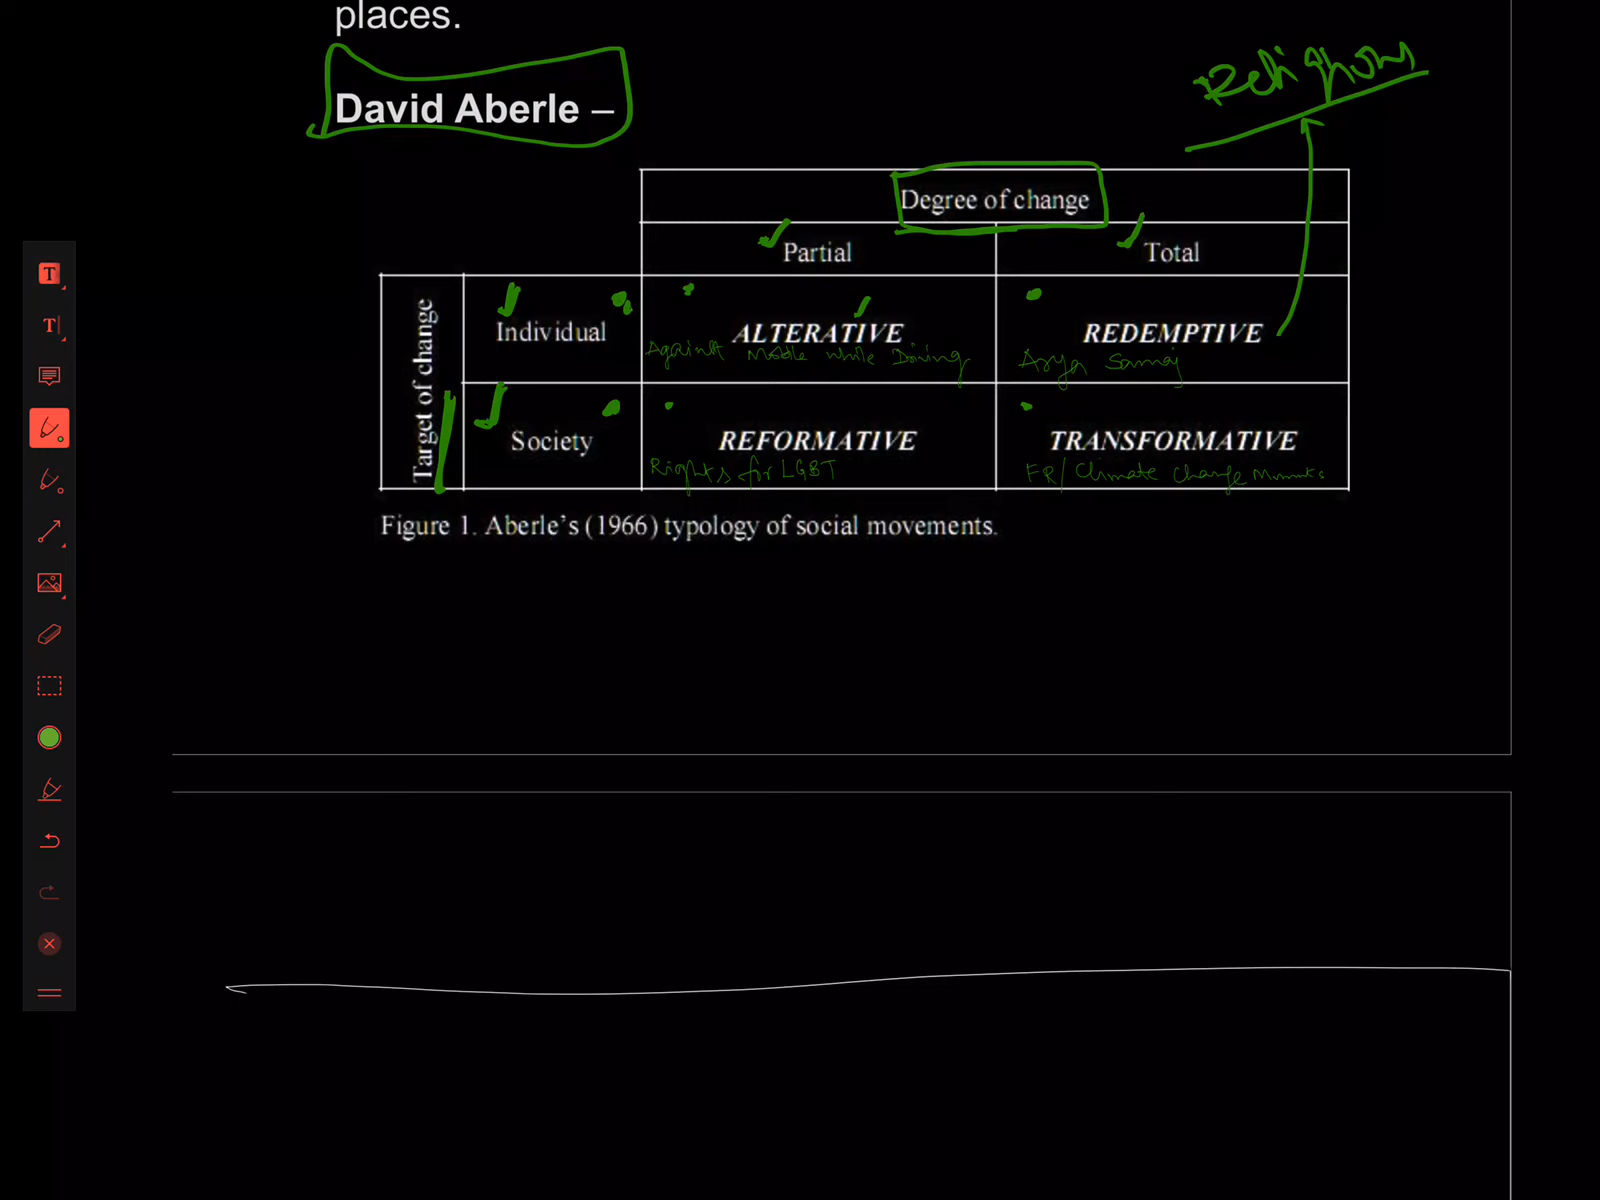 places.
Religious
David Aberle –
Degree of change
Partial Total
Target of change
Individual ALTERATIVE REDEMPTIVE
Against Mobile while Driving Arya Samaj
Society REFORMATIVE TRANSFORMATIVE
Rights for LGBT FR/Climate Change
Figure 1. Aberle's (1966) typology of social movements.